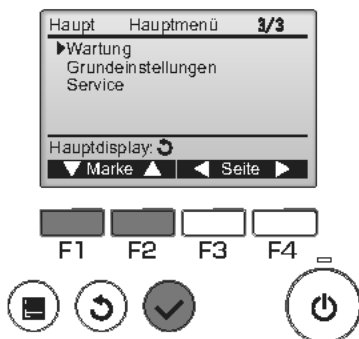 Haupt Hauptmenü 3/3
▶Wartung
Grundeinstellungen
Service
Hauptdisplay: ↺
▼ Marke ▲ ◀ Seite ▶
F1 F2 F3 F4